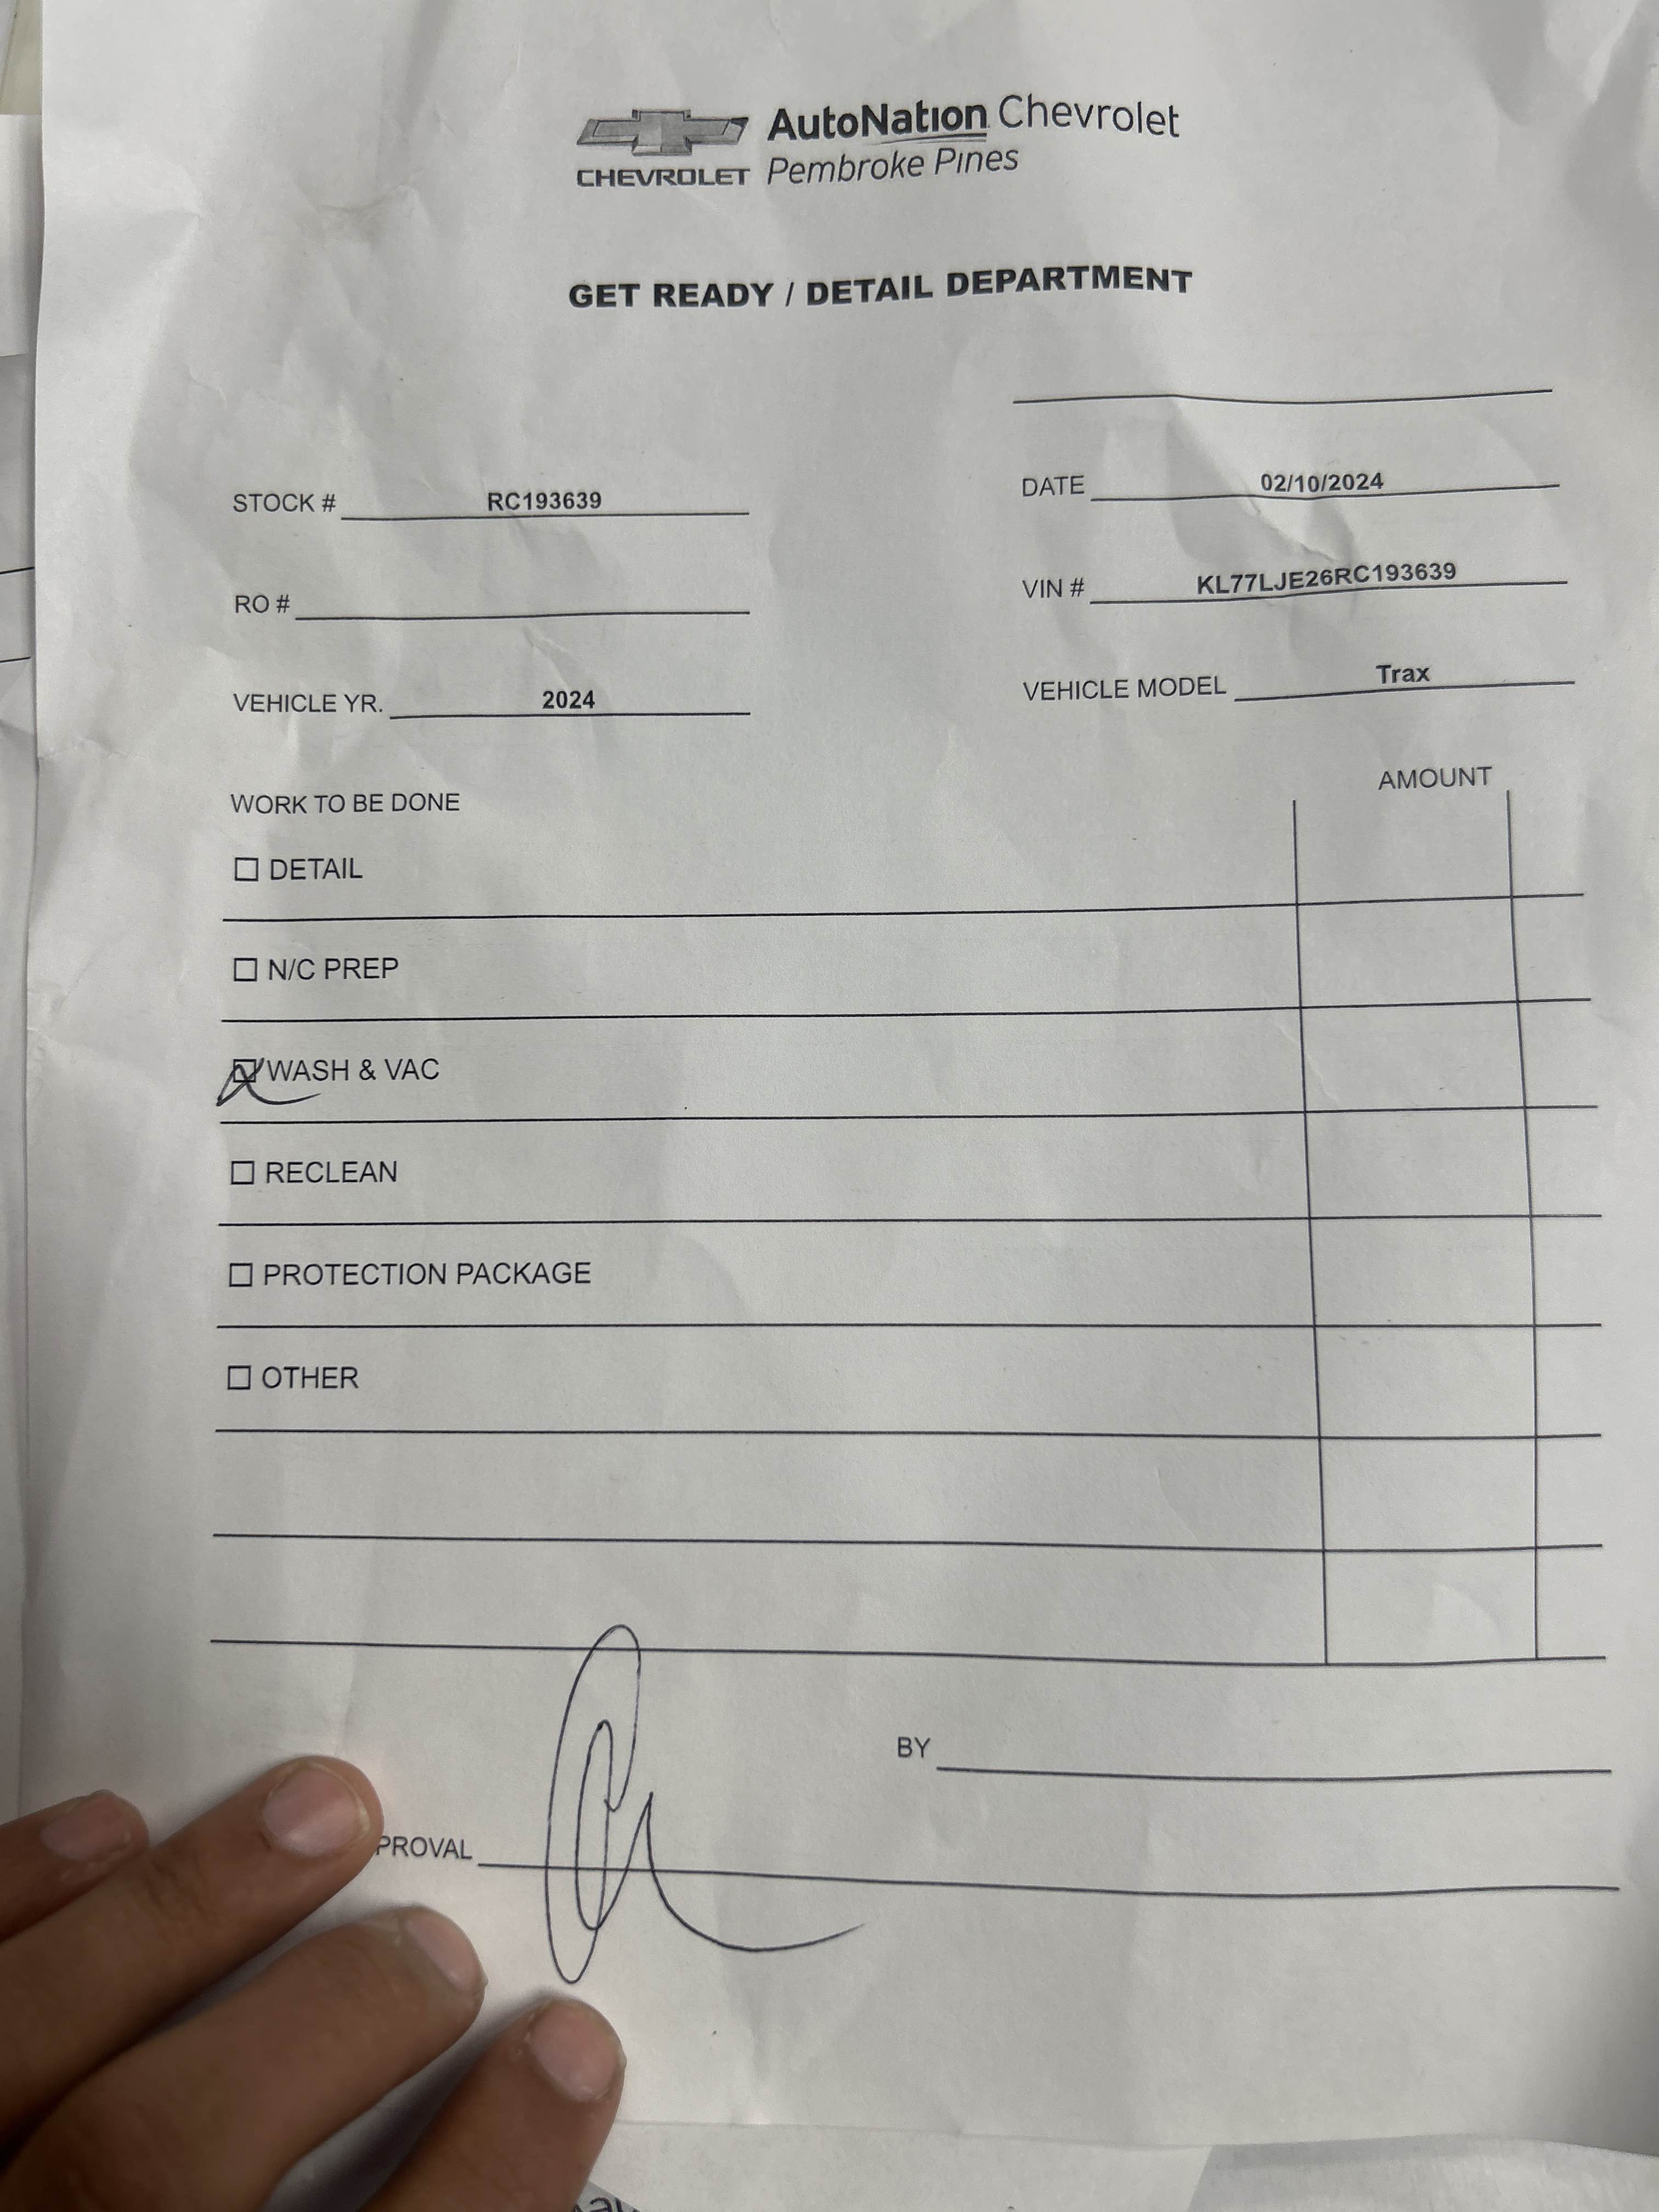 AutoNation Chevrolet
CHEVROLET Pembroke Pines
GET READY / DETAIL DEPARTMENT
STOCK # RC193639
DATE 02/10/2024
RO #
VIN # KL77LJE26RC193639
VEHICLE YR. 2024
VEHICLE MODEL Trax
WORK TO BE DONE
AMOUNT
DETAIL
N/C PREP
WASH & VAC
RECLEAN
PROTECTION PACKAGE
OTHER
BY
PROVAL